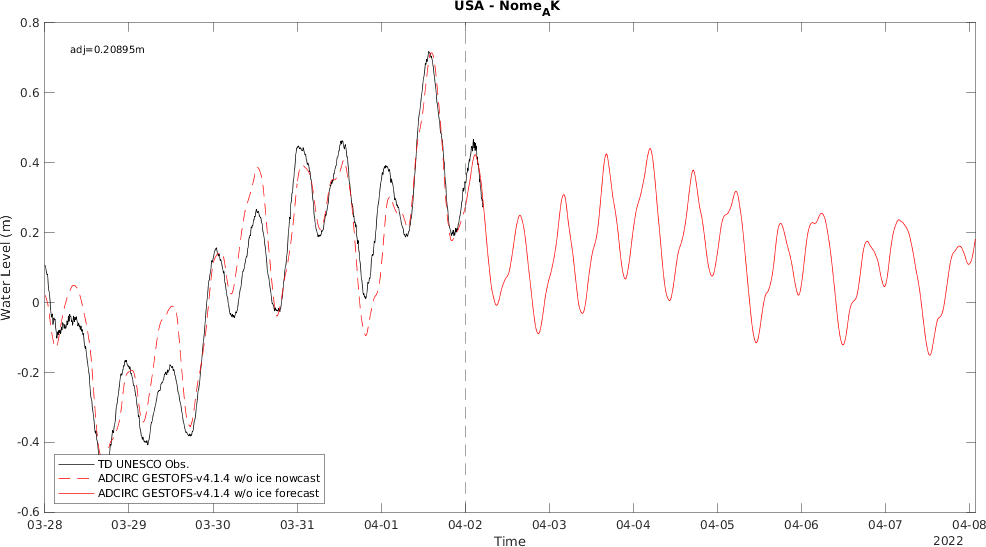 USA - Nome_AK
adj=0.20895m
Water Level (m)
0.8
0.6
0.4
0.2
0
-0.2
-0.4
-0.6
TD UNESCO Obs.
ADCIRC GESTOFS-v4.1.4 w/o ice nowcast
ADCIRC GESTOFS-v4.1.4 w/o ice forecast
03-28 03-29 03-30 03-31 04-01 04-02 04-03 04-04 04-05 04-06 04-07 04-08
Time
2022